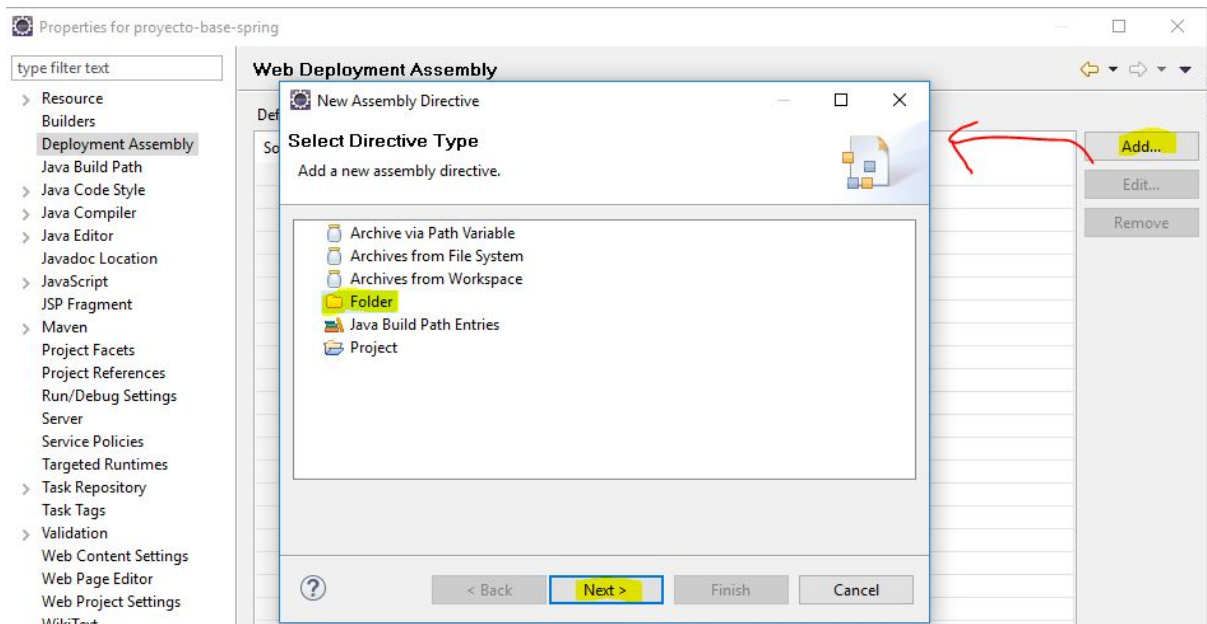 Properties for proyecto-base-spring
type filter text
Resource
Builders
Deployment Assembly
Java Build Path
Java Code Style
Java Compiler
Java Editor
Javadoc Location
JavaScript
JSP Fragment
Maven
Project Facets
Project References
Run/Debug Settings
Server
Service Policies
Targeted Runtimes
Task Repository
Task Tags
Validation
Web Content Settings
Web Page Editor
Web Project Settings
WikiText
Web Deployment Assembly
Def
So
New Assembly Directive
Select Directive Type
Add a new assembly directive.
Archive via Path Variable
Archives from File System
Archives from Workspace
Folder
Java Build Path Entries
Project
?
< Back
Next >
Finish
Cancel
Add...
Edit...
Remove